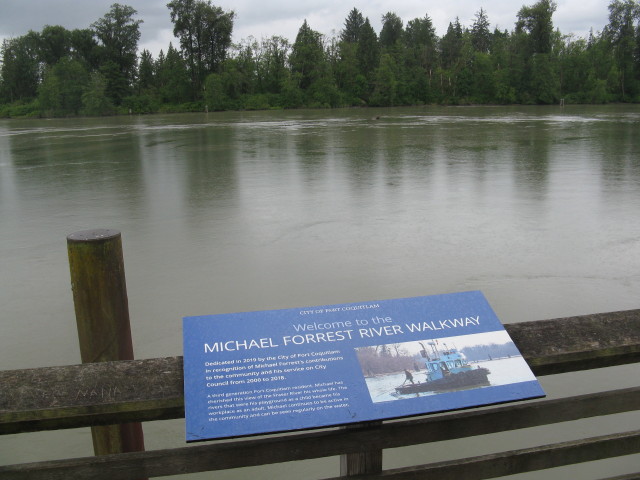 CITY OF PORT COQUITLAM
Welcome to the
MICHAEL FORREST RIVER WALKWAY
Dedicated in 2019 by the City of Port Coquitlam
in recognition of Michael Forrest's contributions
to the community and his service on City
Council from 2000 to 2018.
A third generation Port Coquitlam resident, Michael has
cherished this view of the Fraser River his whole life. The
rivers that were his playground as a child became his
workplace as an adult. Michael continues to be active in
the community and can be seen regularly on the water.